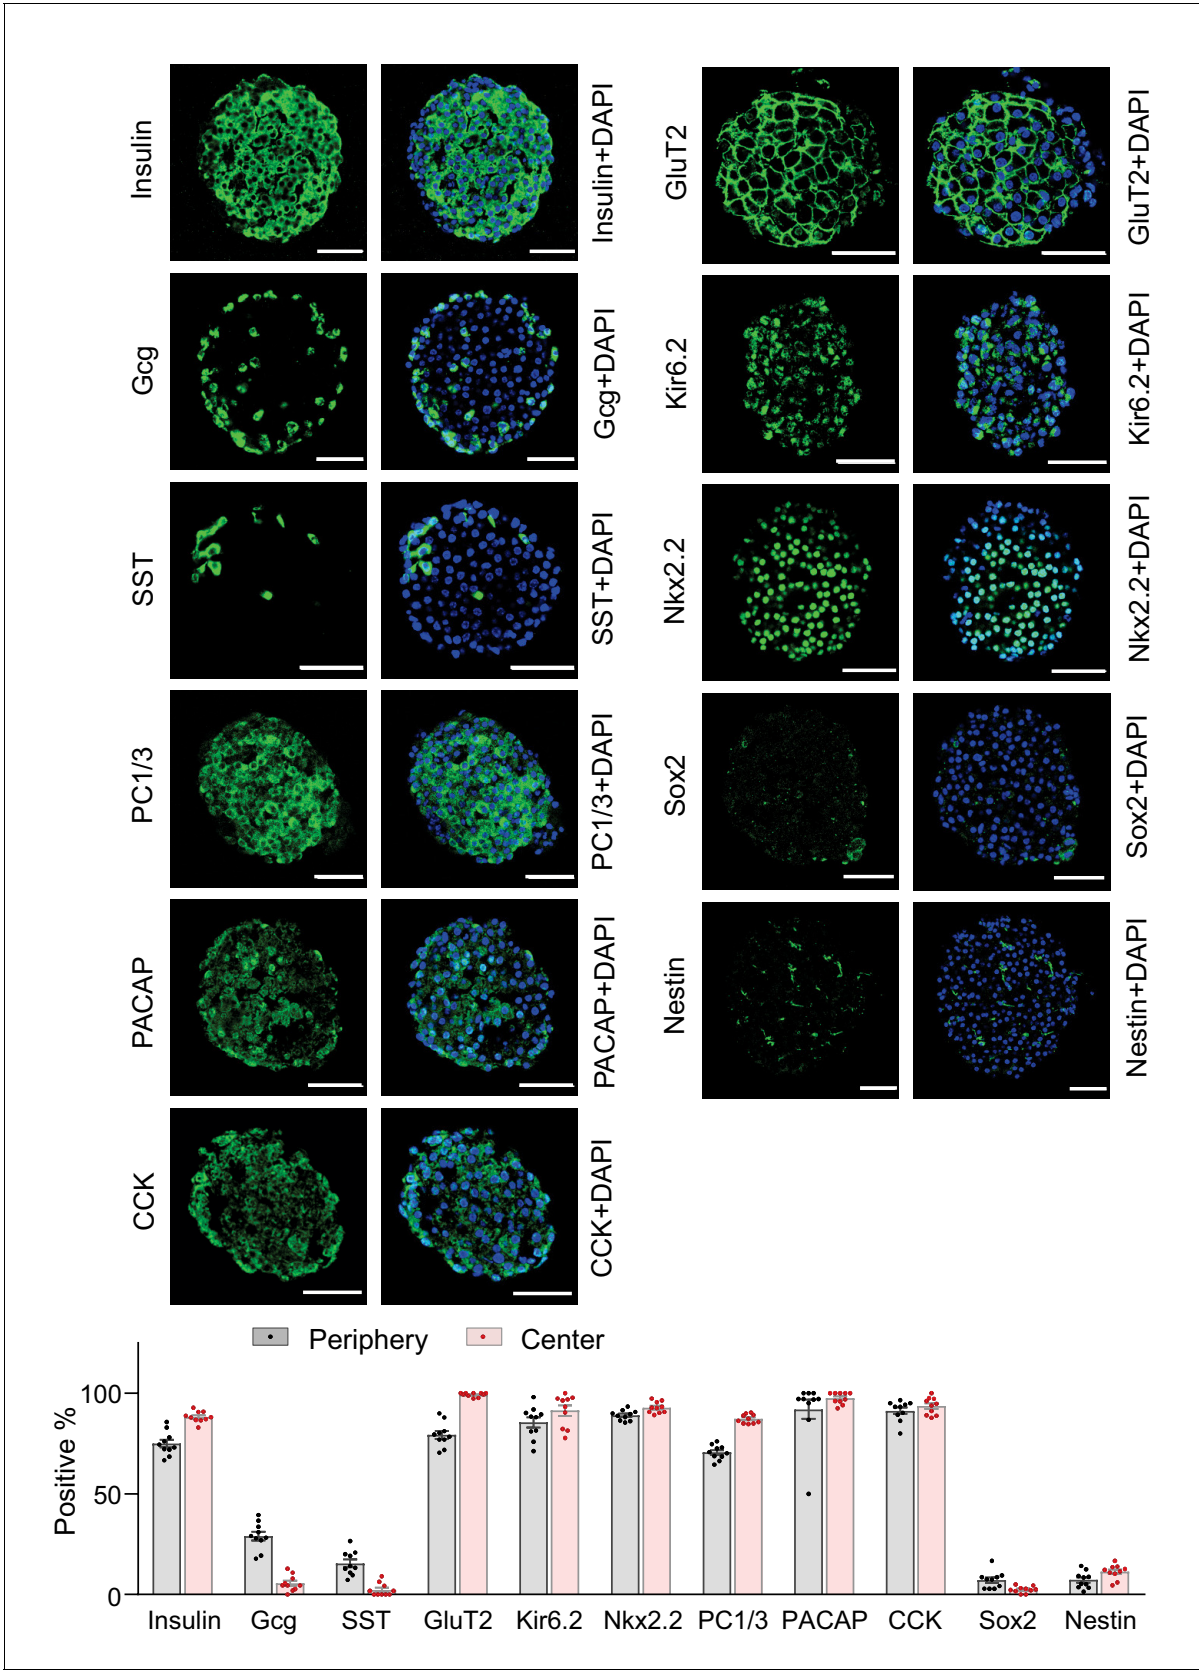 Insulin
Insulin+DAPI
GluT2
GluT2+DAPI
Gcg
Gcg+DAPI
Kir6.2
Kir6.2+DAPI
SST
SST+DAPI
Nkx2.2
Nkx2.2+DAPI
PC1/3
PC1/3+DAPI
Sox2
Sox2+DAPI
PACAP
PACAP+DAPI
Nestin
Nestin+DAPI
CCK
CCK+DAPI
Periphery Center
Positive %
100
50
0
Insulin Gcg SST GluT2 Kir6.2 Nkx2.2 PC1/3 PACAP CCK Sox2 Nestin